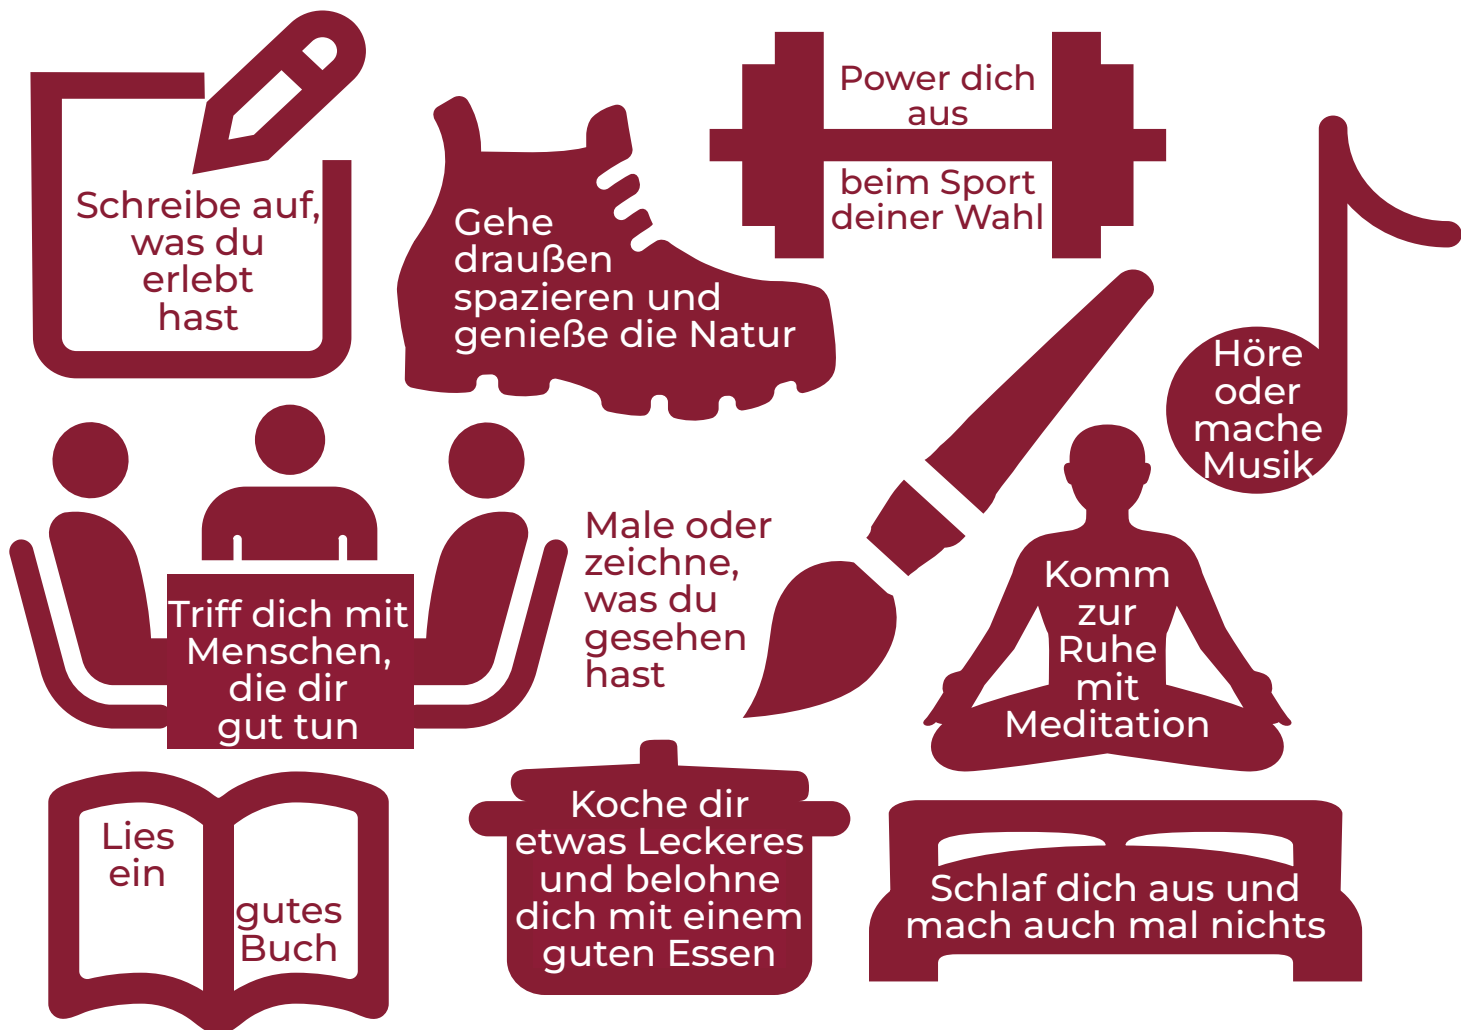 Schreibe auf,
was du
erlebt
hast
Gehe
draußen
spazieren und
genieße die Natur
Power dich
aus
beim Sport
deiner Wahl
Höre
oder
mache
Musik
Triff dich mit
Menschen,
die dir
gut tun
Male oder
zeichne,
was du
gesehen
hast
Komm
zur
Ruhe
mit
Meditation
Lies
ein
gutes
Buch
Koche dir
etwas Leckeres
und belohne
dich mit einem
guten Essen
Schlaf dich aus und
mach auch mal nichts